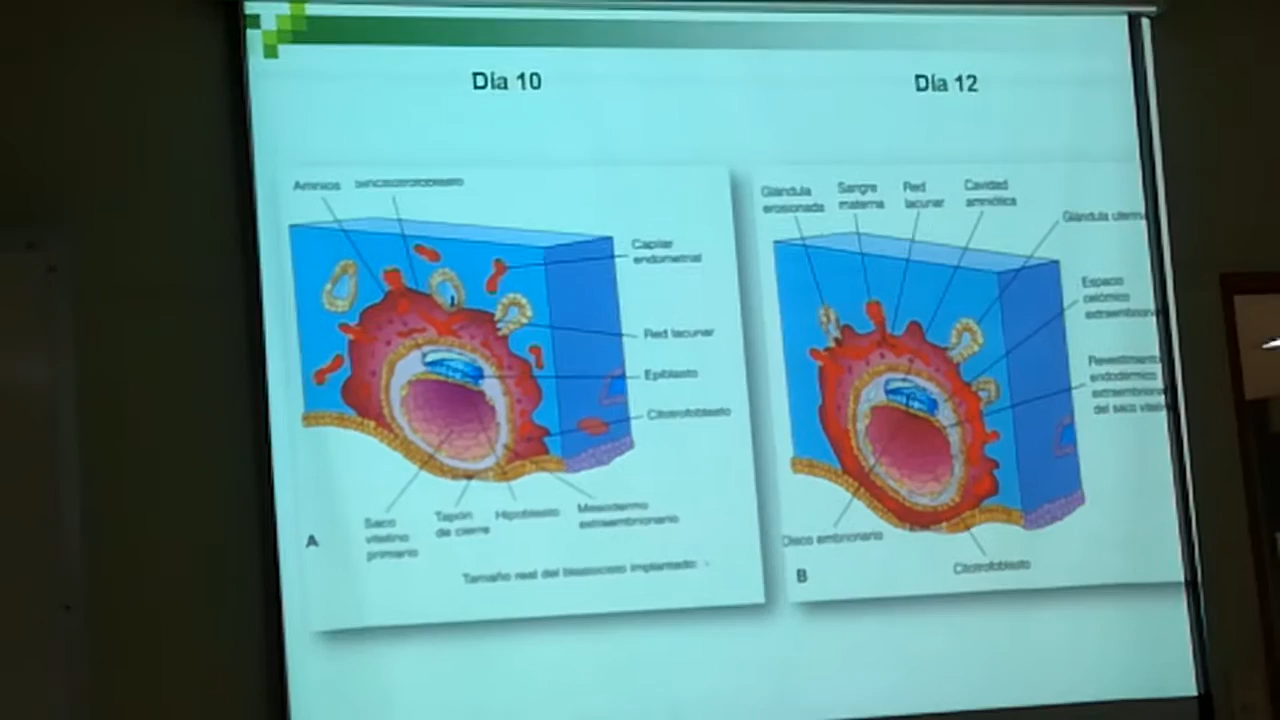 Día 10
Día 12
Amnios
Sincitiotrofoblasto
Capilar
endometrial
Red lacunar
Epiblasto
Citotrofoblasto
Saco
vitelino
primario
Tapón
de cierre
Hipoblasto
Mesodermo
extraembrionario
A
Tamaño real del blastocisto implantado
Glándula
erosionada
Sangre
materna
Red
lacunar
Cavidad
amniótica
Glándula
Espacio
celómico
Revestimiento
endodérmico
del saco
Disco embrionario
Citotrofoblasto
B